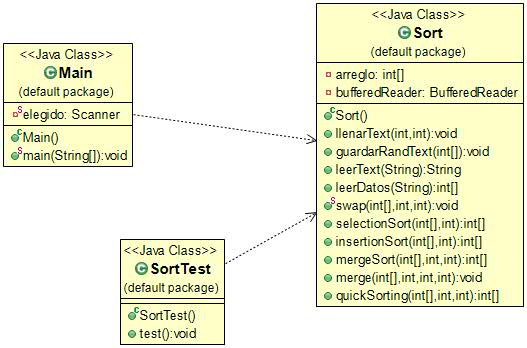 <<Java Class>>
Main
(default package)
elegido: Scanner
Main()
main(String[]):void
<<Java Class>>
Sort
(default package)
arreglo: int[]
bufferedReader: BufferedReader
Sort()
llenarText(int,int):void
guardarRandText(int[]):void
leerText(String):String
leerDatos(String):int[]
swap(int[],int,int):void
selectionSort(int[],int):int[]
insertionSort(int[],int):int[]
mergeSort(int[],int,int):int[]
merge(int[],int,int,int):void
quickSorting(int[],int,int):int[]
<<Java Class>>
SortTest
(default package)
SortTest()
test():void